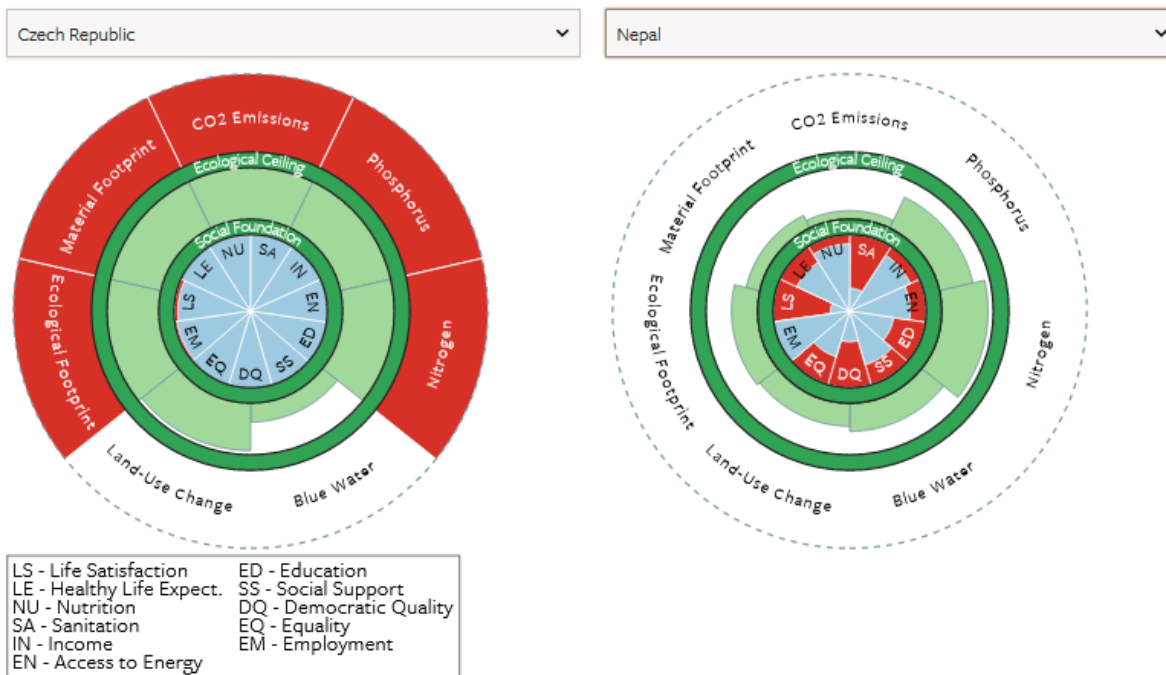 Czech Republic
Nepal
CO2 Emissions
Phosphorus
Nitrogen
Blue Water
Land-Use Change
Ecological Footprint
Material Footprint
Ecological Ceiling
Social Foundation
NU
SA
IN
EN
ED
SS
DQ
EQ
EM
LS
LE
CO2 Emissions
Phosphorus
Nitrogen
Blue Water
Land-Use Change
Ecological Footprint
Material Footprint
Ecological Ceiling
Social Foundation
NU
SA
IN
EN
ED
SS
DQ
EQ
EM
LS
LE
LS - Life Satisfaction
LE - Healthy Life Expect.
NU - Nutrition
SA - Sanitation
IN - Income
EN - Access to Energy
ED - Education
SS - Social Support
DQ - Democratic Quality
EQ - Equality
EM - Employment